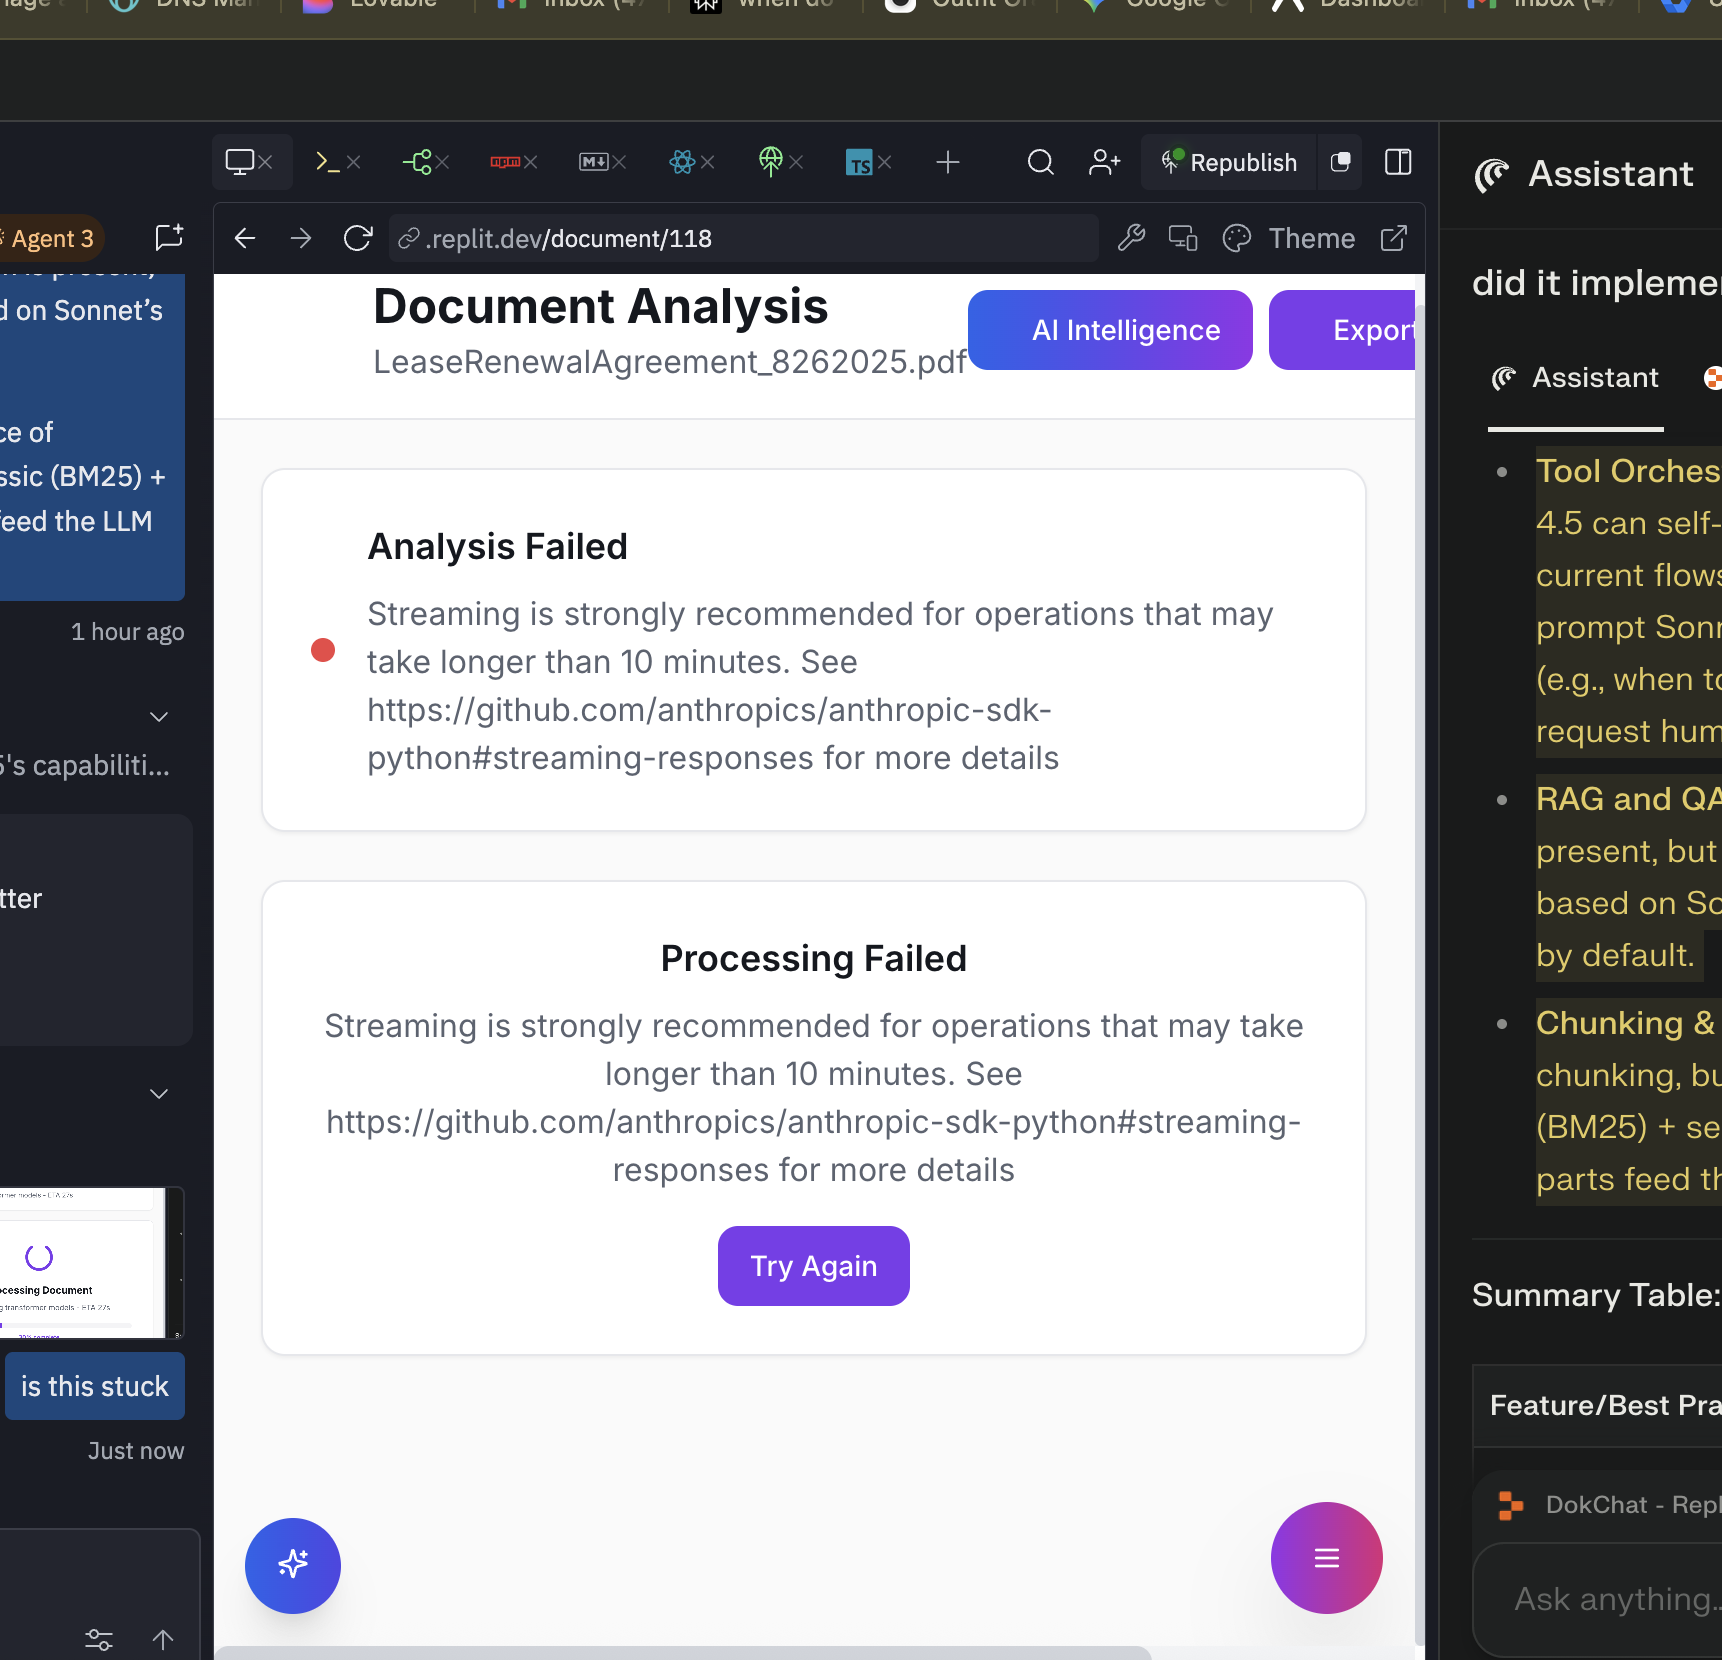 Lovable
Republish
Assistant
Agent 3
.replit.dev/document/118
Theme
d on Sonnet's
ce of
ssic (BM25) +
feed the LLM
1 hour ago
5's capabiliti...
tter
ocessing Document
g transformer models - ETA 27s
is this stuck
Just now
Document Analysis
LeaseRenewalAgreement_8262025.pdf
AI Intelligence
Export
Analysis Failed
Streaming is strongly recommended for operations that may
take longer than 10 minutes. See
https://github.com/anthropics/anthropic-sdk-
python#streaming-responses for more details
Processing Failed
Streaming is strongly recommended for operations that may take
longer than 10 minutes. See
https://github.com/anthropics/anthropic-sdk-python#streaming-
responses for more details
Try Again
did it impleme
Assistant
Tool Orches
4.5 can self-
current flows
prompt Sonn
(e.g., when to
request hum
RAG and QA
present, but
based on So
by default.
Chunking &
chunking, bu
(BM25) + se
parts feed th
Summary Table:
Feature/Best Pra
DokChat - Repl
Ask anything...